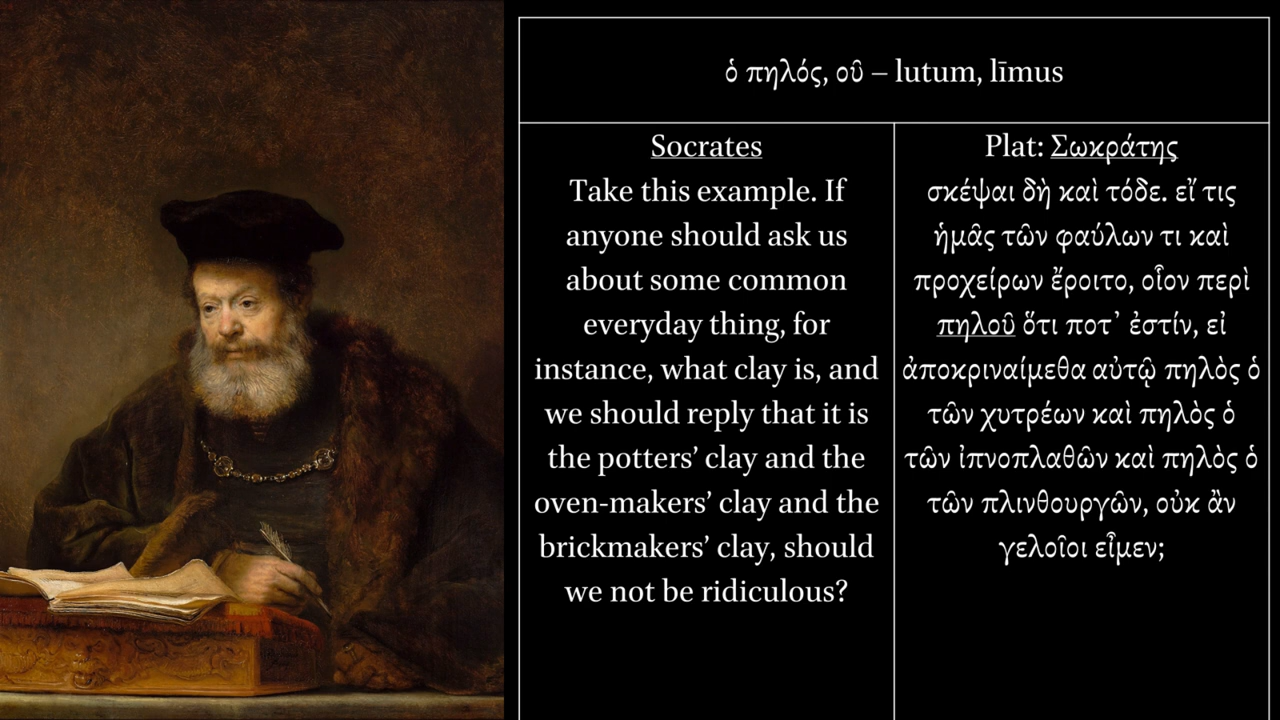 ὁ πηλός, οῦ – lutum, līmus
Socrates
Take this example. If
anyone should ask us
about some common
everyday thing, for
instance, what clay is, and
we should reply that it is
the potters’ clay and the
oven-makers’ clay and the
brickmakers’ clay, should
we not be ridiculous?
Plat: Σωκράτης
σκέψαι δὴ καὶ τόδε. εἴ τις
ἡμᾶς τῶν φαύλων τι καὶ
προχείρων ἔροιτο, οἷον περὶ
πηλοῦ ὅτι ποτ᾽ ἐστίν, εἰ
ἀποκριναίμεθα αὐτῷ πηλὸς ὁ
τῶν χυτρέων καὶ πηλὸς ὁ
τῶν ἰπνοπλαθῶν καὶ πηλὸς ὁ
τῶν πλινθουργῶν, οὐκ ἂν
γελοῖοι εἶμεν;